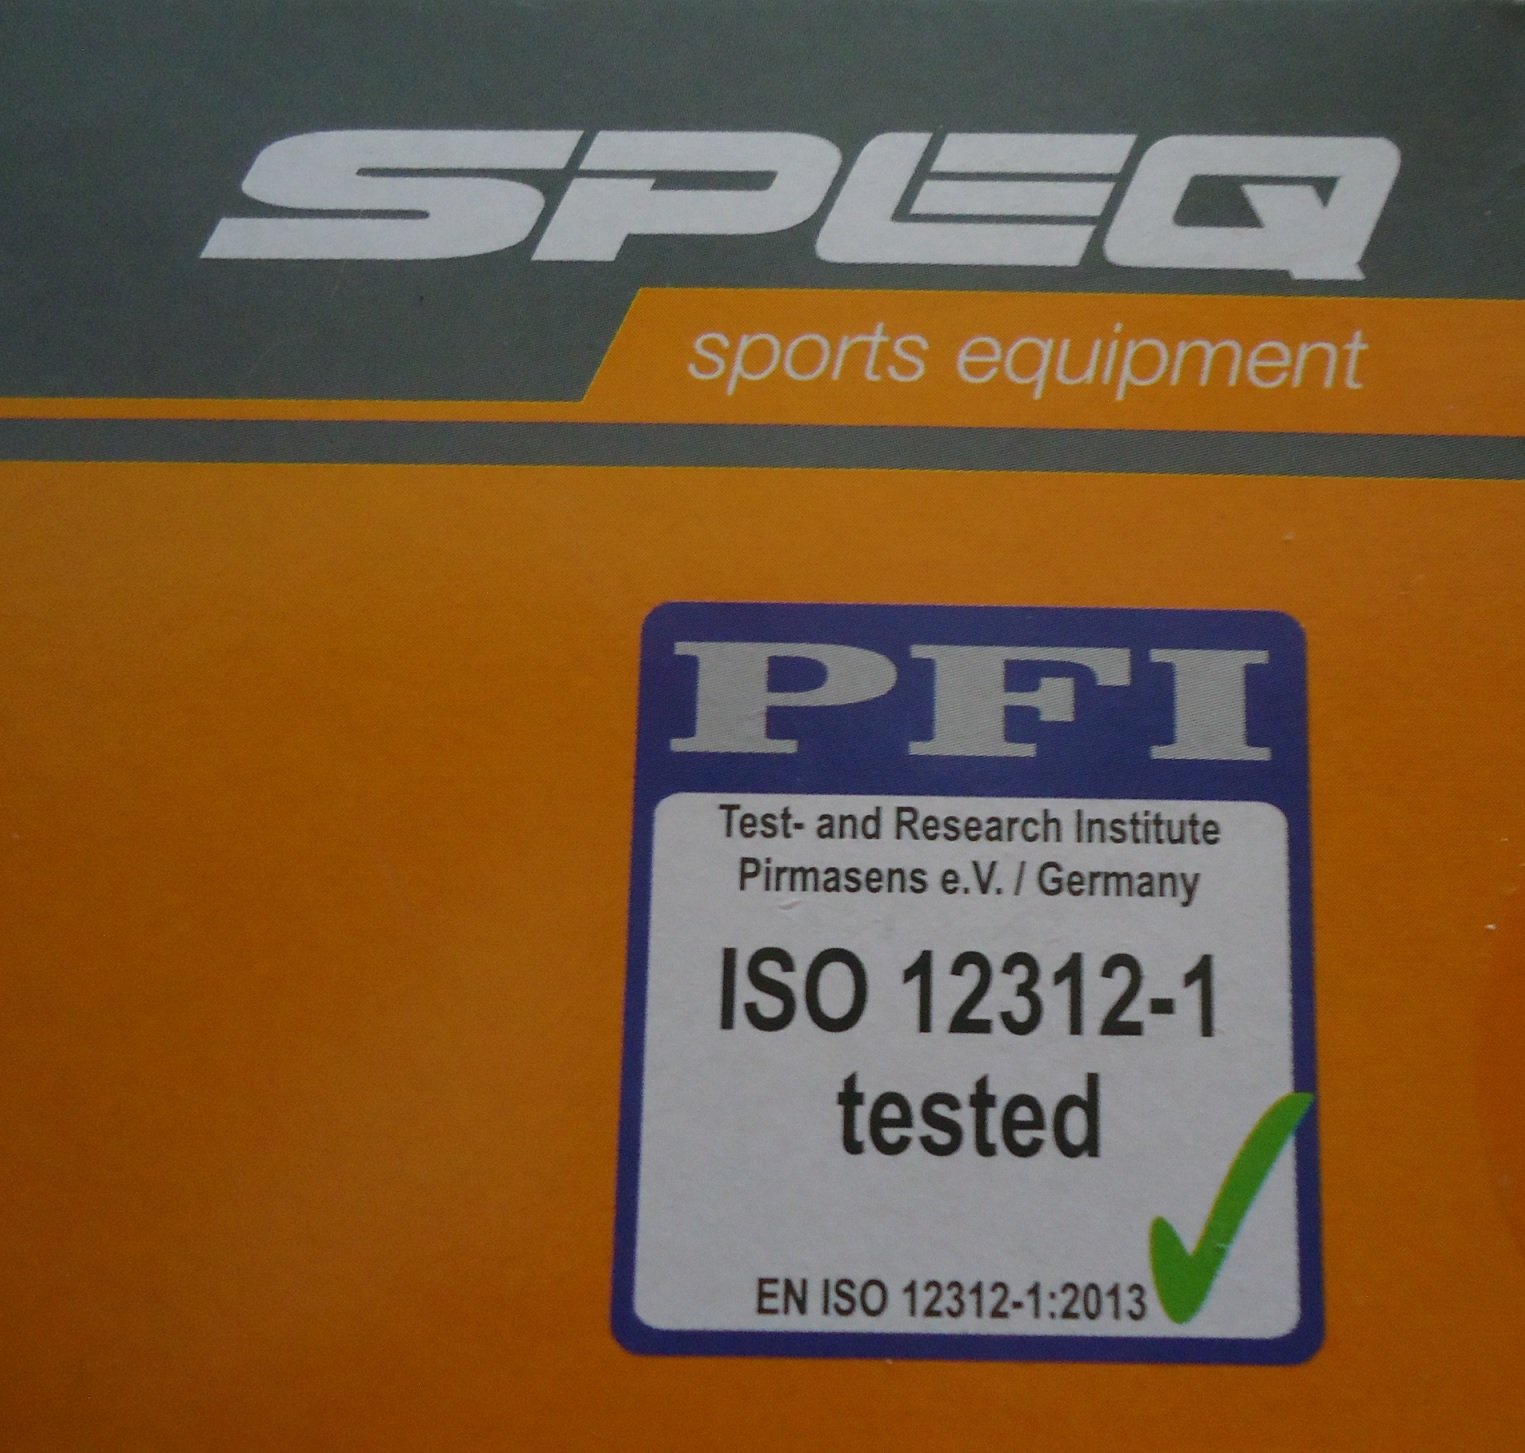 SPEQ
sports equipment
PFI
Test- and Research Institute
Pirmasens e.V. / Germany
ISO 12312-1
tested
EN ISO 12312-1:2013